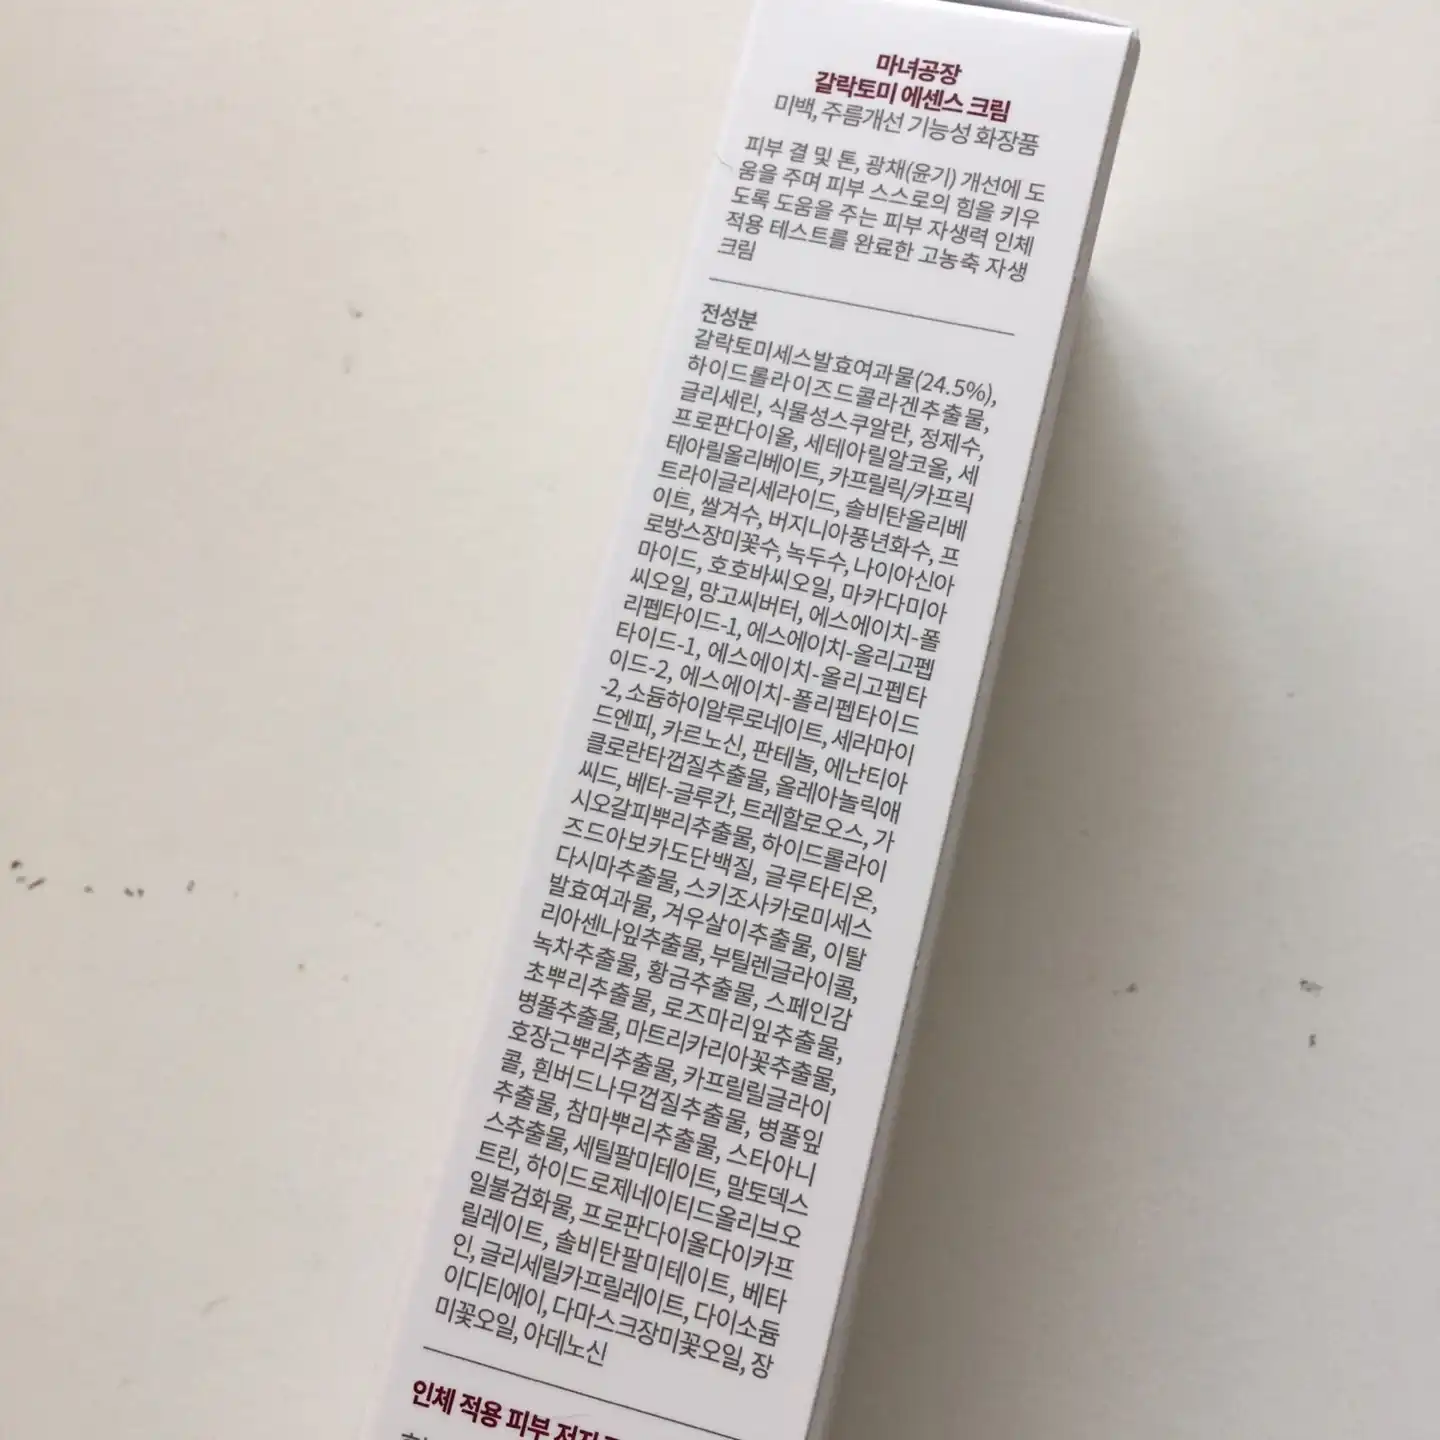 마녀공장
갈락토미 에센스 크림
미백, 주름개선 기능성 화장품
피부 결 및 톤, 광채(윤기) 개선에 도
움을 주며 피부 스스로의 힘을 키우
도록 도움을 주는 피부 자생력 인체
적용 테스트를 완료한 고농축 자생
크림
전성분
갈락토미세스발효여과물(24.5%),
하이드롤라이즈드콜라겐추출물,
글리세린, 식물성스쿠알란, 정제수,
프로판다이올, 세테아릴알코올, 세
테아릴올리베이트, 카프릴릭/카프릭
트라이글리세라이드, 솔비탄올리베
이트, 쌀겨수, 버지니아풍년화수, 프
로방스장미꽃수, 녹두수, 나이아신아
마이드, 호호바씨오일, 마카다미아
씨오일, 망고씨버터, 에스에이치-폴
리펩타이드-1, 에스에이치-올리고펩
타이드-1, 에스에이치-올리고펩타
이드-2, 에스에이치-폴리펩타이드
-2, 소듐하이알루로네이트, 세라마이
드엔피, 카르노신, 판테놀, 에난티아
클로란타껍질추출물, 올레아놀릭애
씨드, 베타-글루칸, 트레할로오스, 가
시오갈피뿌리추출물, 하이드롤라이
즈드아보카도단백질, 글루타티온,
다시마추출물, 스키조사카로미세스
발효여과물, 겨우살이추출물, 이탈
리아센나잎추출물, 부틸렌글라이콜,
녹차추출물, 황금추출물, 스페인감
초뿌리추출물, 로즈마리잎추출물,
병풀추출물, 마트리카리아꽃추출물,
호장근뿌리추출물, 카프릴릴글라이
콜, 흰버드나무껍질추출물, 병풀잎
추출물, 참마뿌리추출물, 스타아니
스추출물, 세틸팔미테이트, 말토덱스
트린, 하이드로제네이티드올리브오
일불검화물, 프로판다이올다이카프
릴레이트, 솔비탄팔미테이트, 베타
인, 글리세릴카프릴레이트, 다이소듐
이디티에이, 다마스크장미꽃오일, 장
미꽃오일, 아데노신
인체 적용 피부